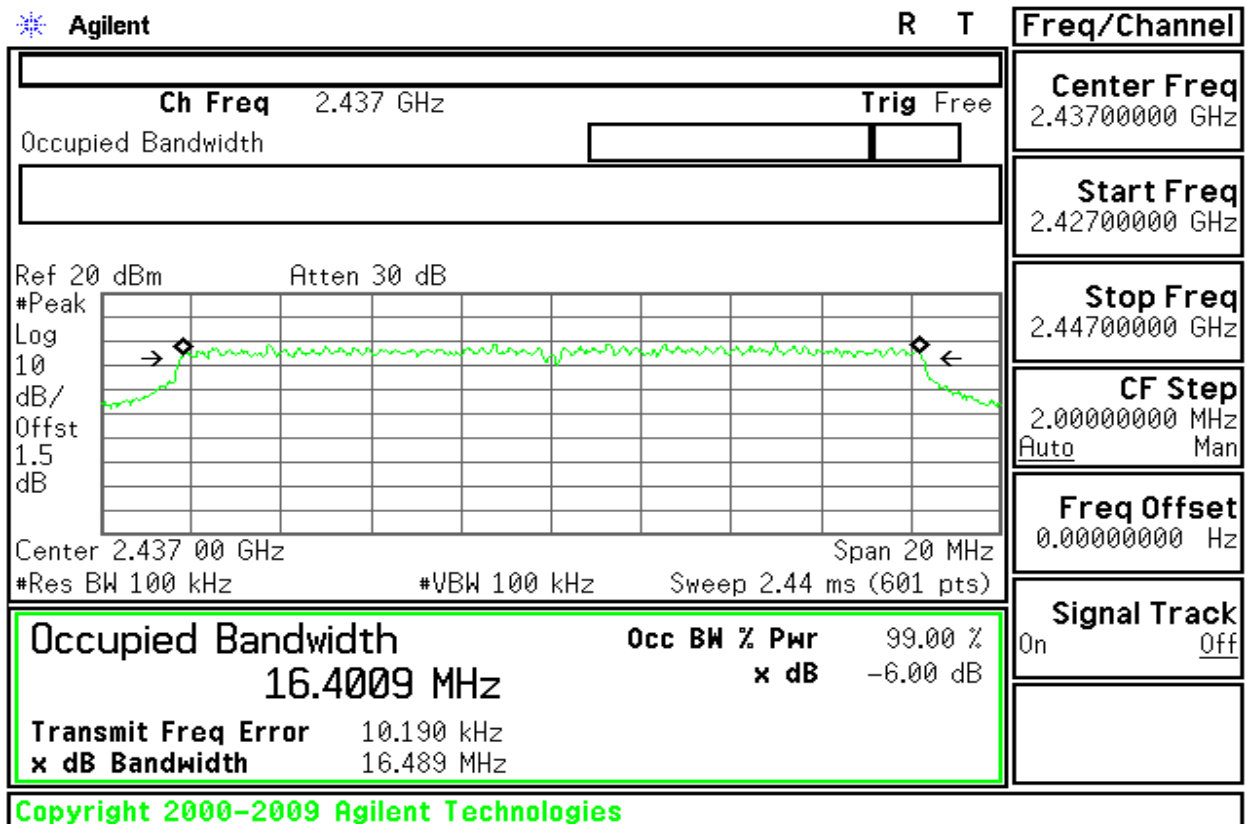 Agilent R T
Ch Freq 2.437 GHz Trig Free
Occupied Bandwidth
Ref 20 dBm Atten 30 dB
#Peak
Log
10
dB/
Offst
1.5
dB
Center 2.437 00 GHz Span 20 MHz
#Res BW 100 kHz #VBW 100 kHz Sweep 2.44 ms (601 pts)
Occupied Bandwidth
16.4009 MHz
Occ BW % Pwr 99.00 %
x dB -6.00 dB
Transmit Freq Error 10.190 kHz
x dB Bandwidth 16.489 MHz
Copyright 2000-2009 Agilent Technologies
Freq/Channel
Center Freq
2.43700000 GHz
Start Freq
2.42700000 GHz
Stop Freq
2.44700000 GHz
CF Step
2.00000000 MHz
Auto Man
Freq Offset
0.00000000 Hz
Signal Track
On Off